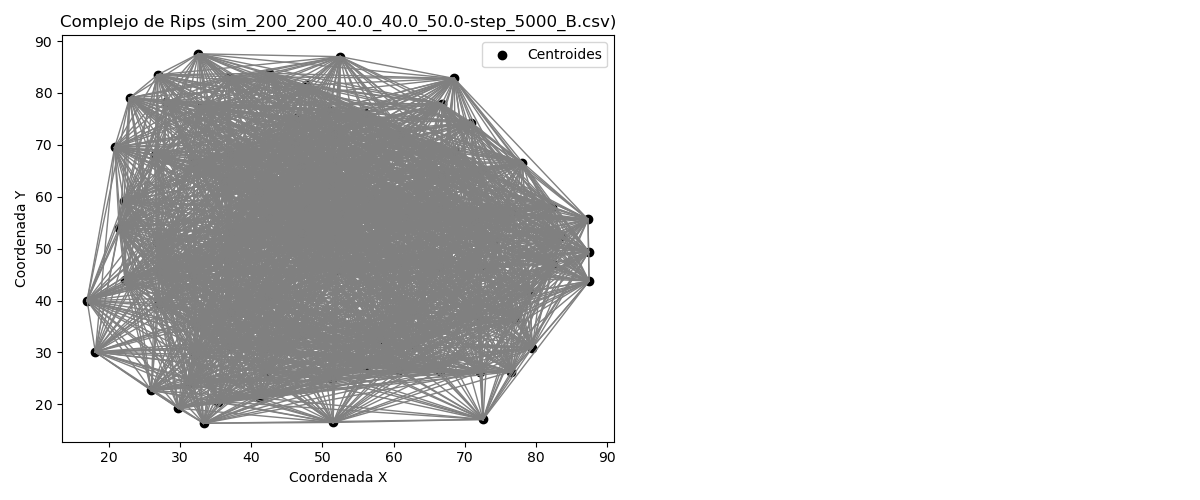 Complejo de Rips (sim_200_200_40.0_40.0_50.0-step_5000_B.csv)
Centroides
90
80
70
60
50
40
30
20
Coordenada Y
20 30 40 50 60 70 80 90
Coordenada X